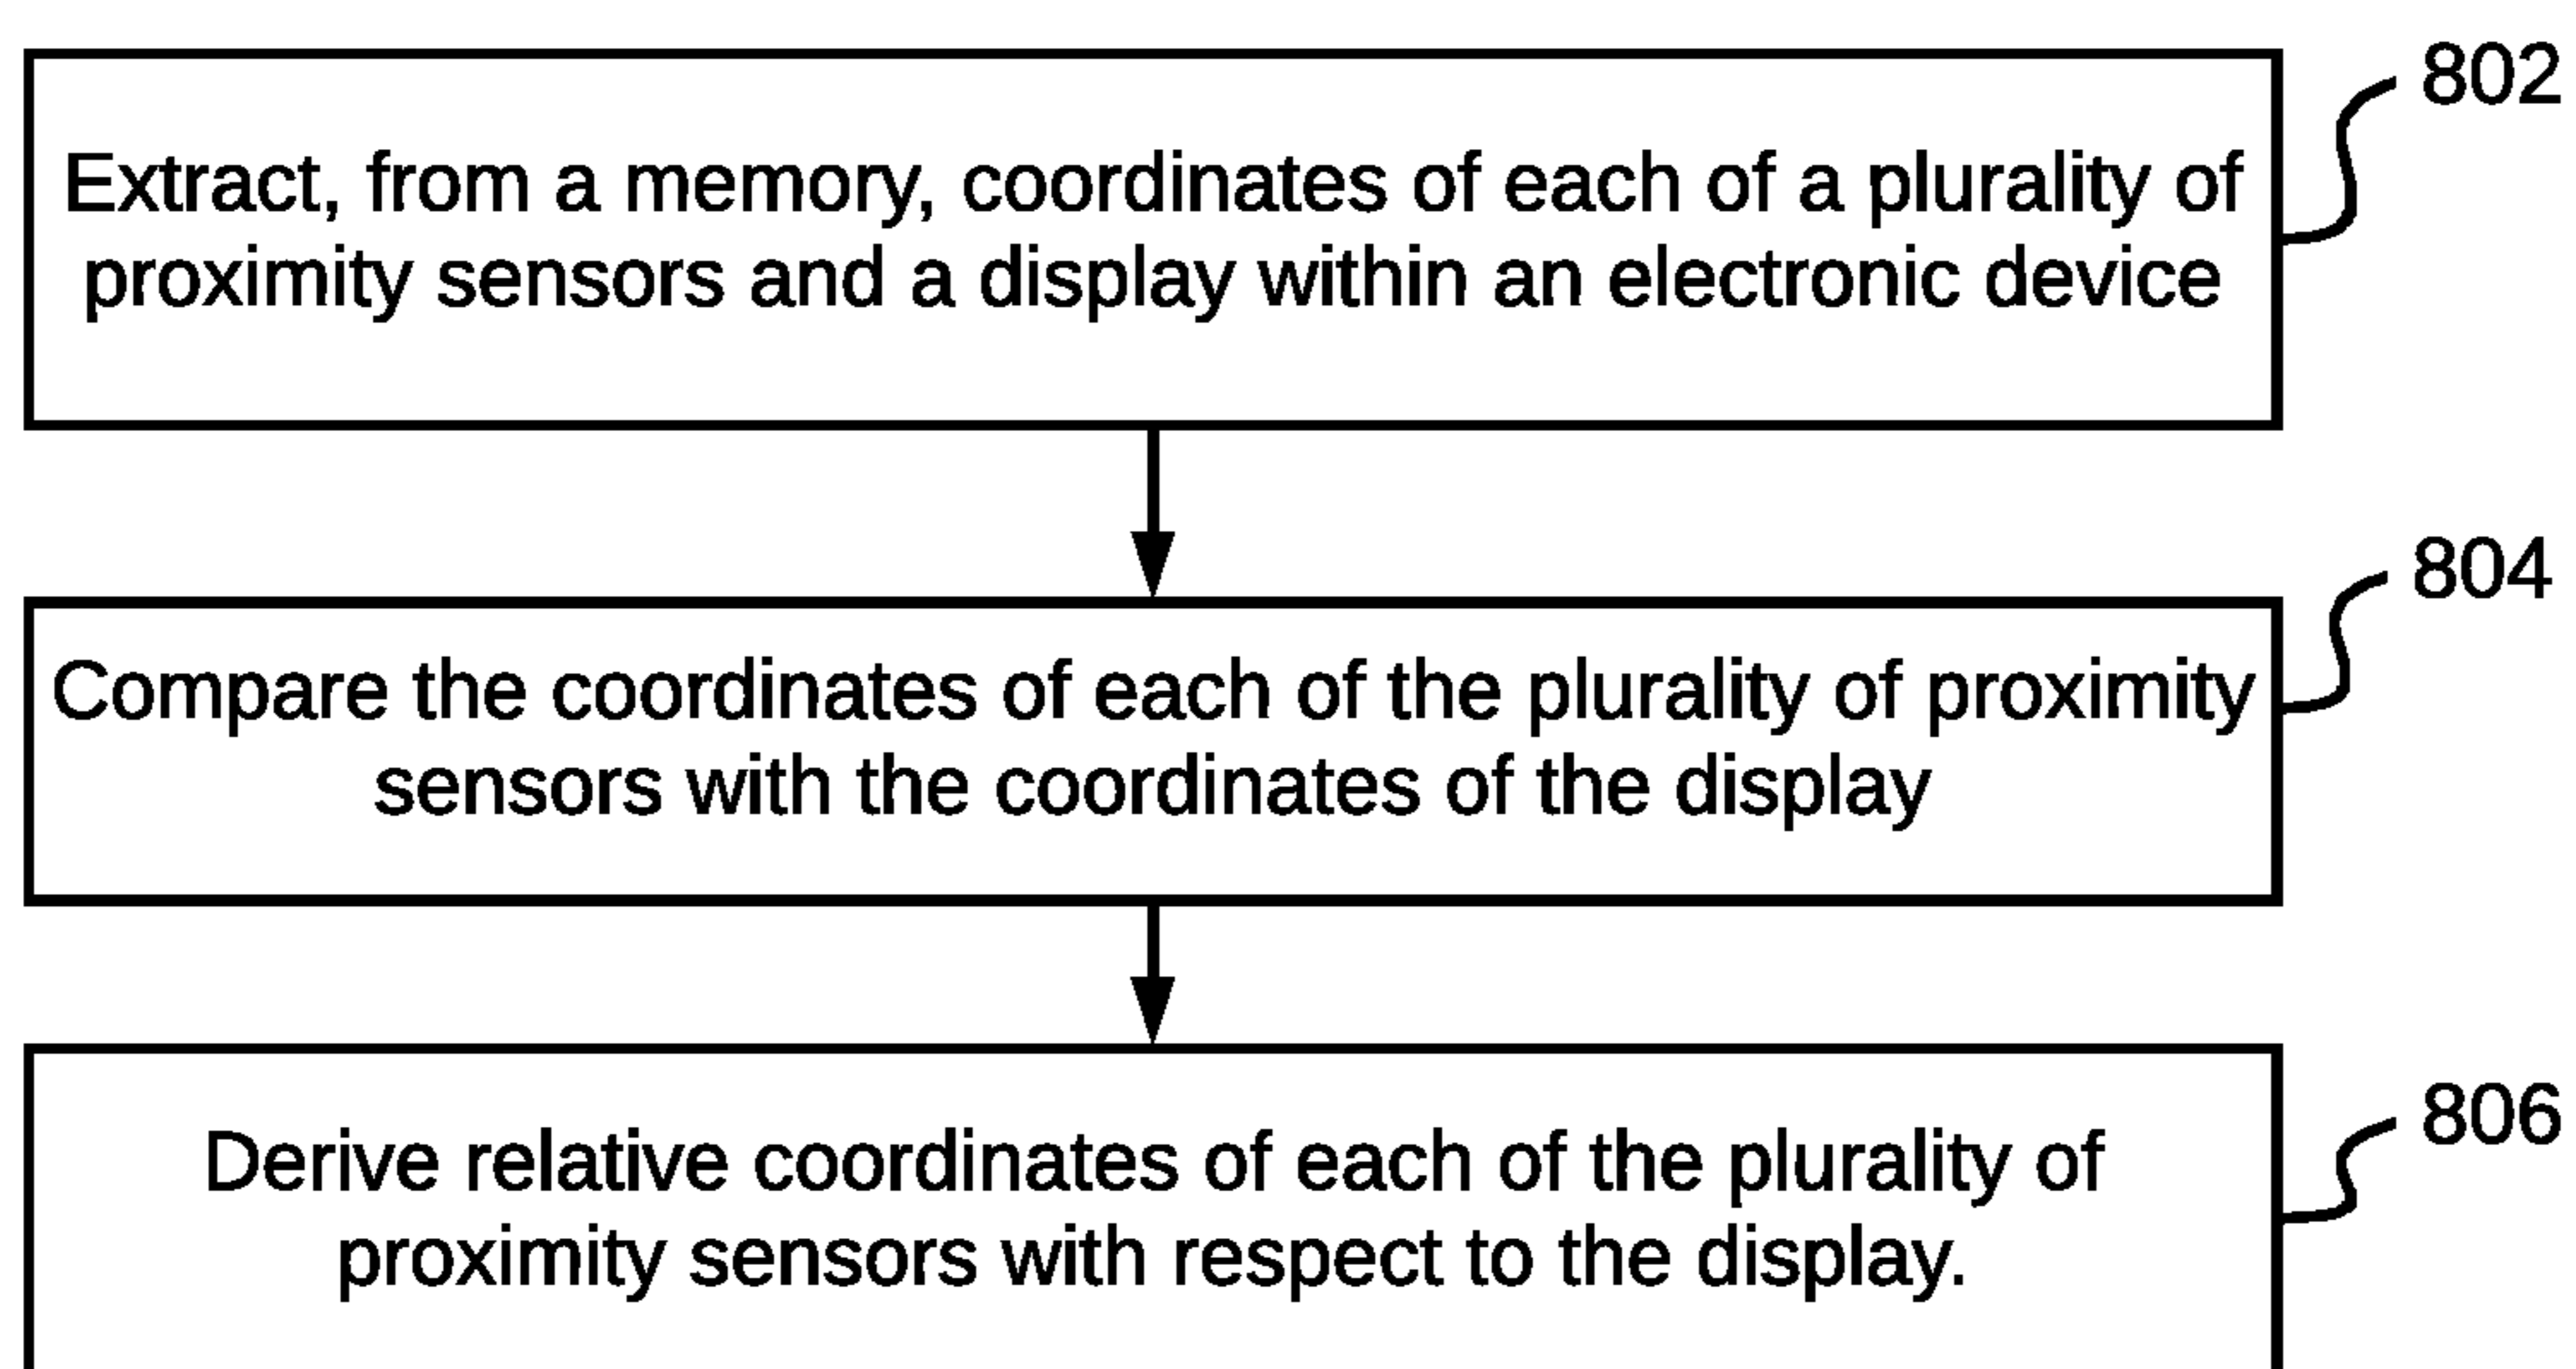 802
Extract, from a memory, coordinates of each of a plurality of
proximity sensors and a display within an electronic device
804
Compare the coordinates of each of the plurality of proximity
sensors with the coordinates of the display
806
Derive relative coordinates of each of the plurality of
proximity sensors with respect to the display.